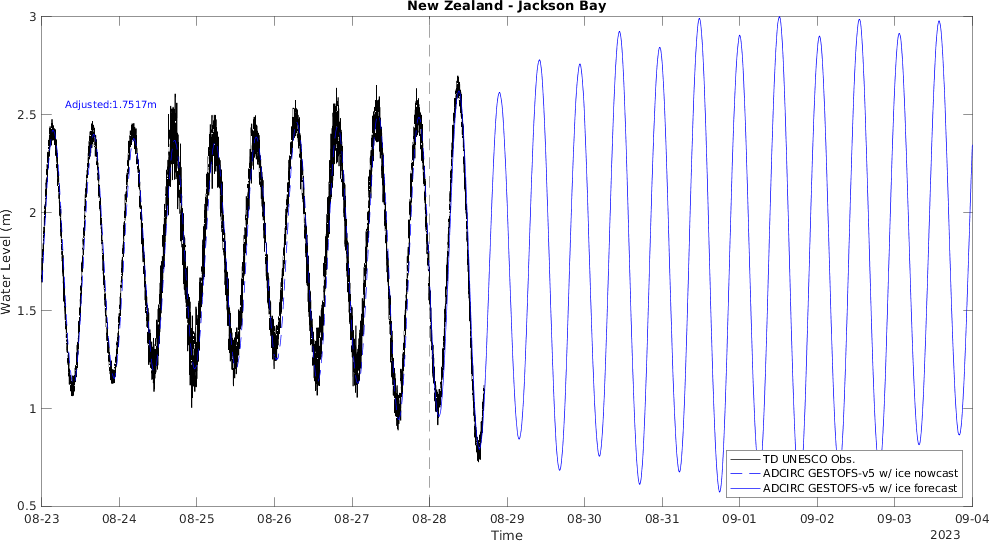 New Zealand - Jackson Bay
3
Adjusted:1.7517m
2.5
2
Water Level (m)
1.5
1
TD UNESCO Obs.
ADCIRC GESTOFS-v5 w/ ice nowcast
ADCIRC GESTOFS-v5 w/ ice forecast
0.5
08-23 08-24 08-25 08-26 08-27 08-28 08-29 08-30 08-31 09-01 09-02 09-03 09-04
Time
2023